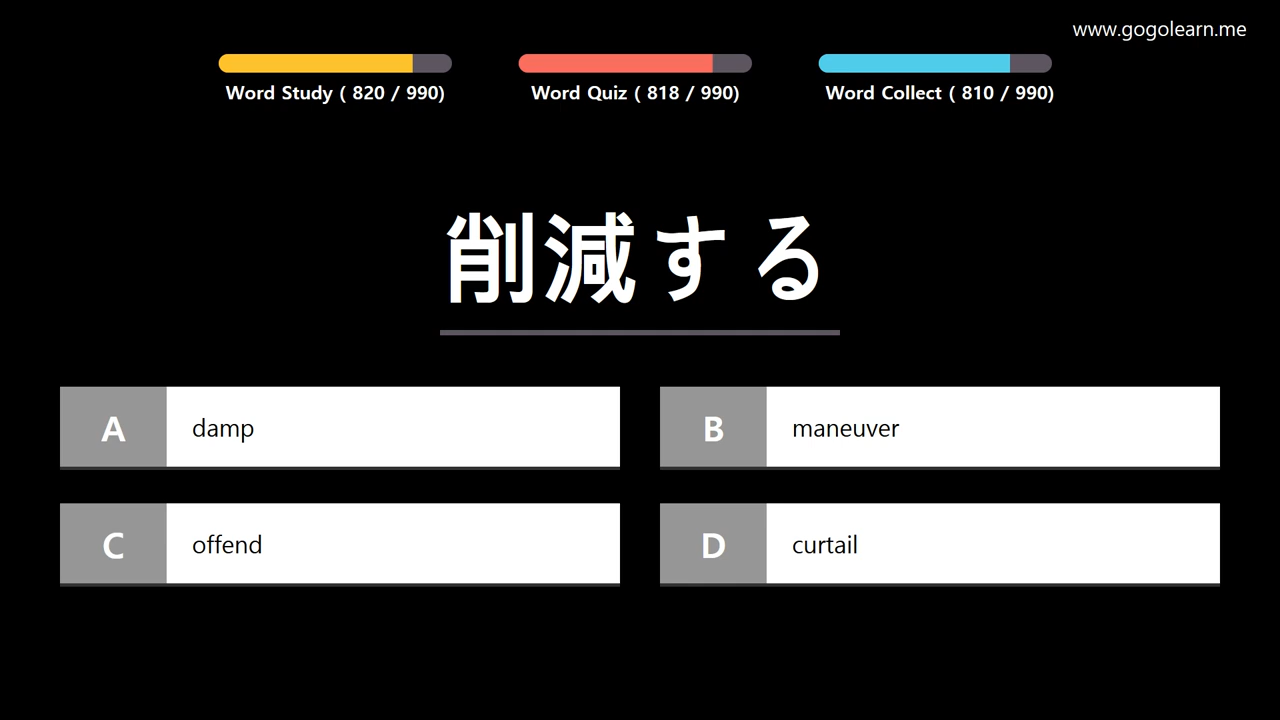 www.gogolearn.me
Word Study ( 820 / 990)
Word Quiz ( 818 / 990)
Word Collect ( 810 / 990)
削減する
A damp
B maneuver
C offend
D curtail